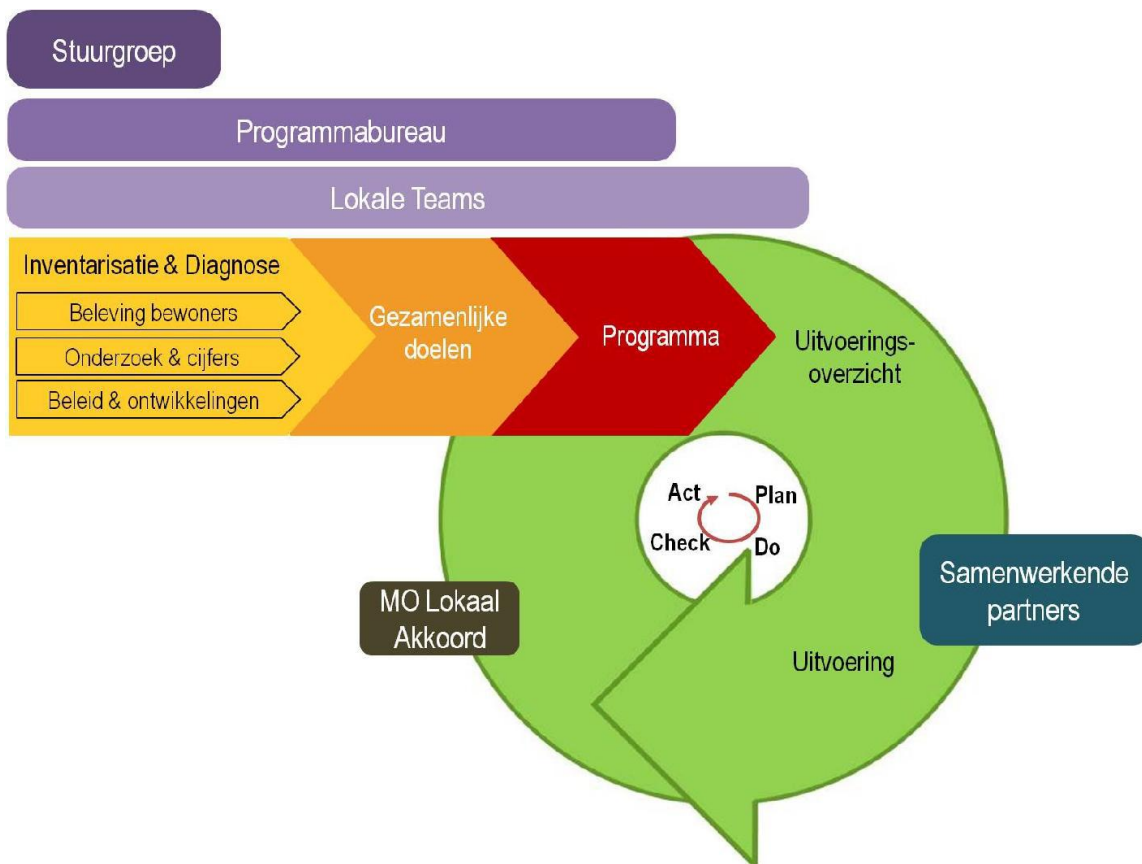 Stuurgroep
Programmabureau
Lokale Teams
Inventarisatie & Diagnose
Beleving bewoners
Onderzoek & cijfers
Beleid & ontwikkelingen
Gezamenlijke
doelen
Programma
Uitvoerings-
overzicht
Act
Plan
Check
Do
MO Lokaal
Akkoord
Samenwerkende
partners
Uitvoering